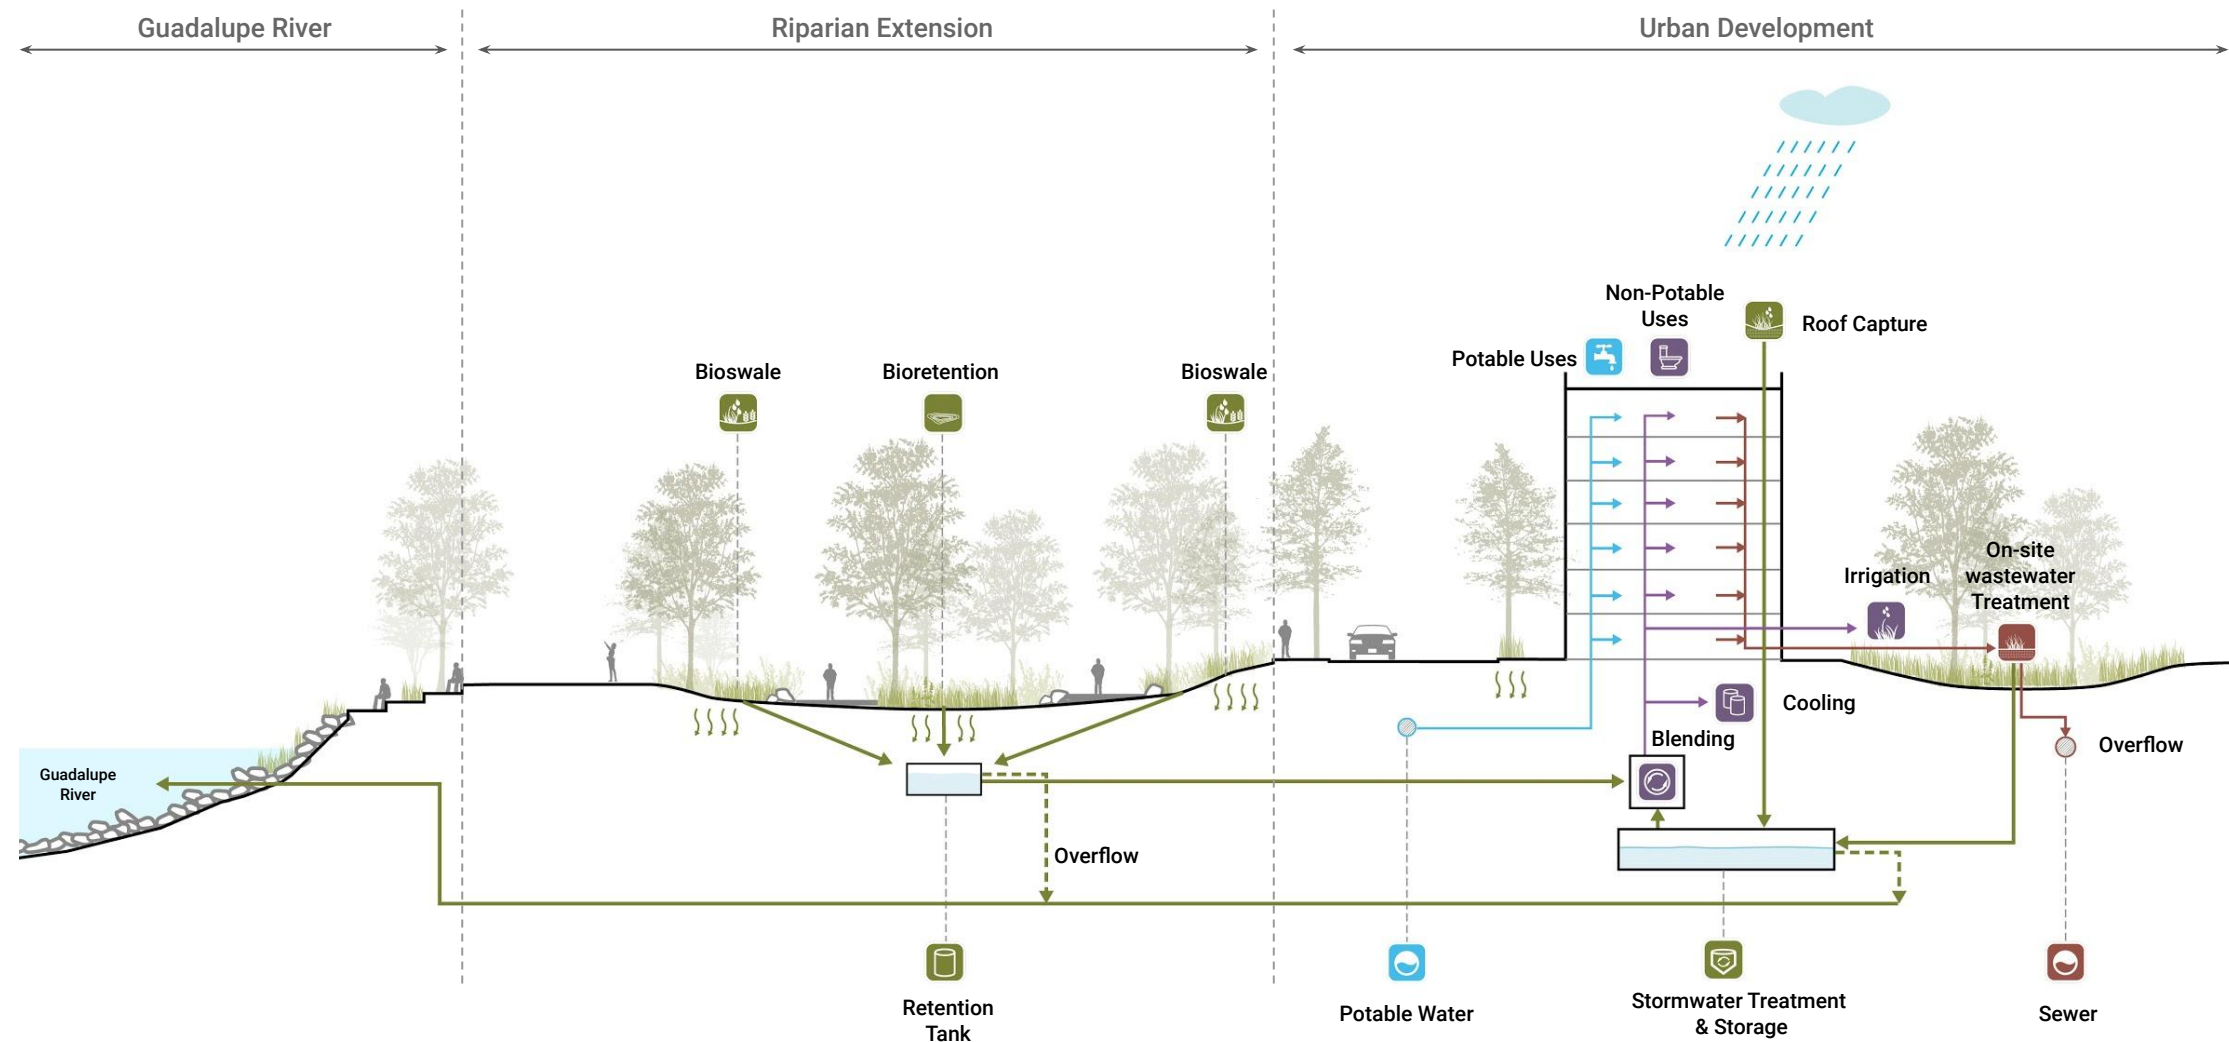 Guadalupe River
Riparian Extension
Urban Development
Non-Potable
Uses
Roof Capture
Potable Uses
Bioswale
Bioretention
Bioswale
On-site
wastewater
Treatment
Irrigation
Cooling
Blending
Overflow
Guadalupe
River
Overflow
Retention
Tank
Potable Water
Stormwater Treatment
& Storage
Sewer